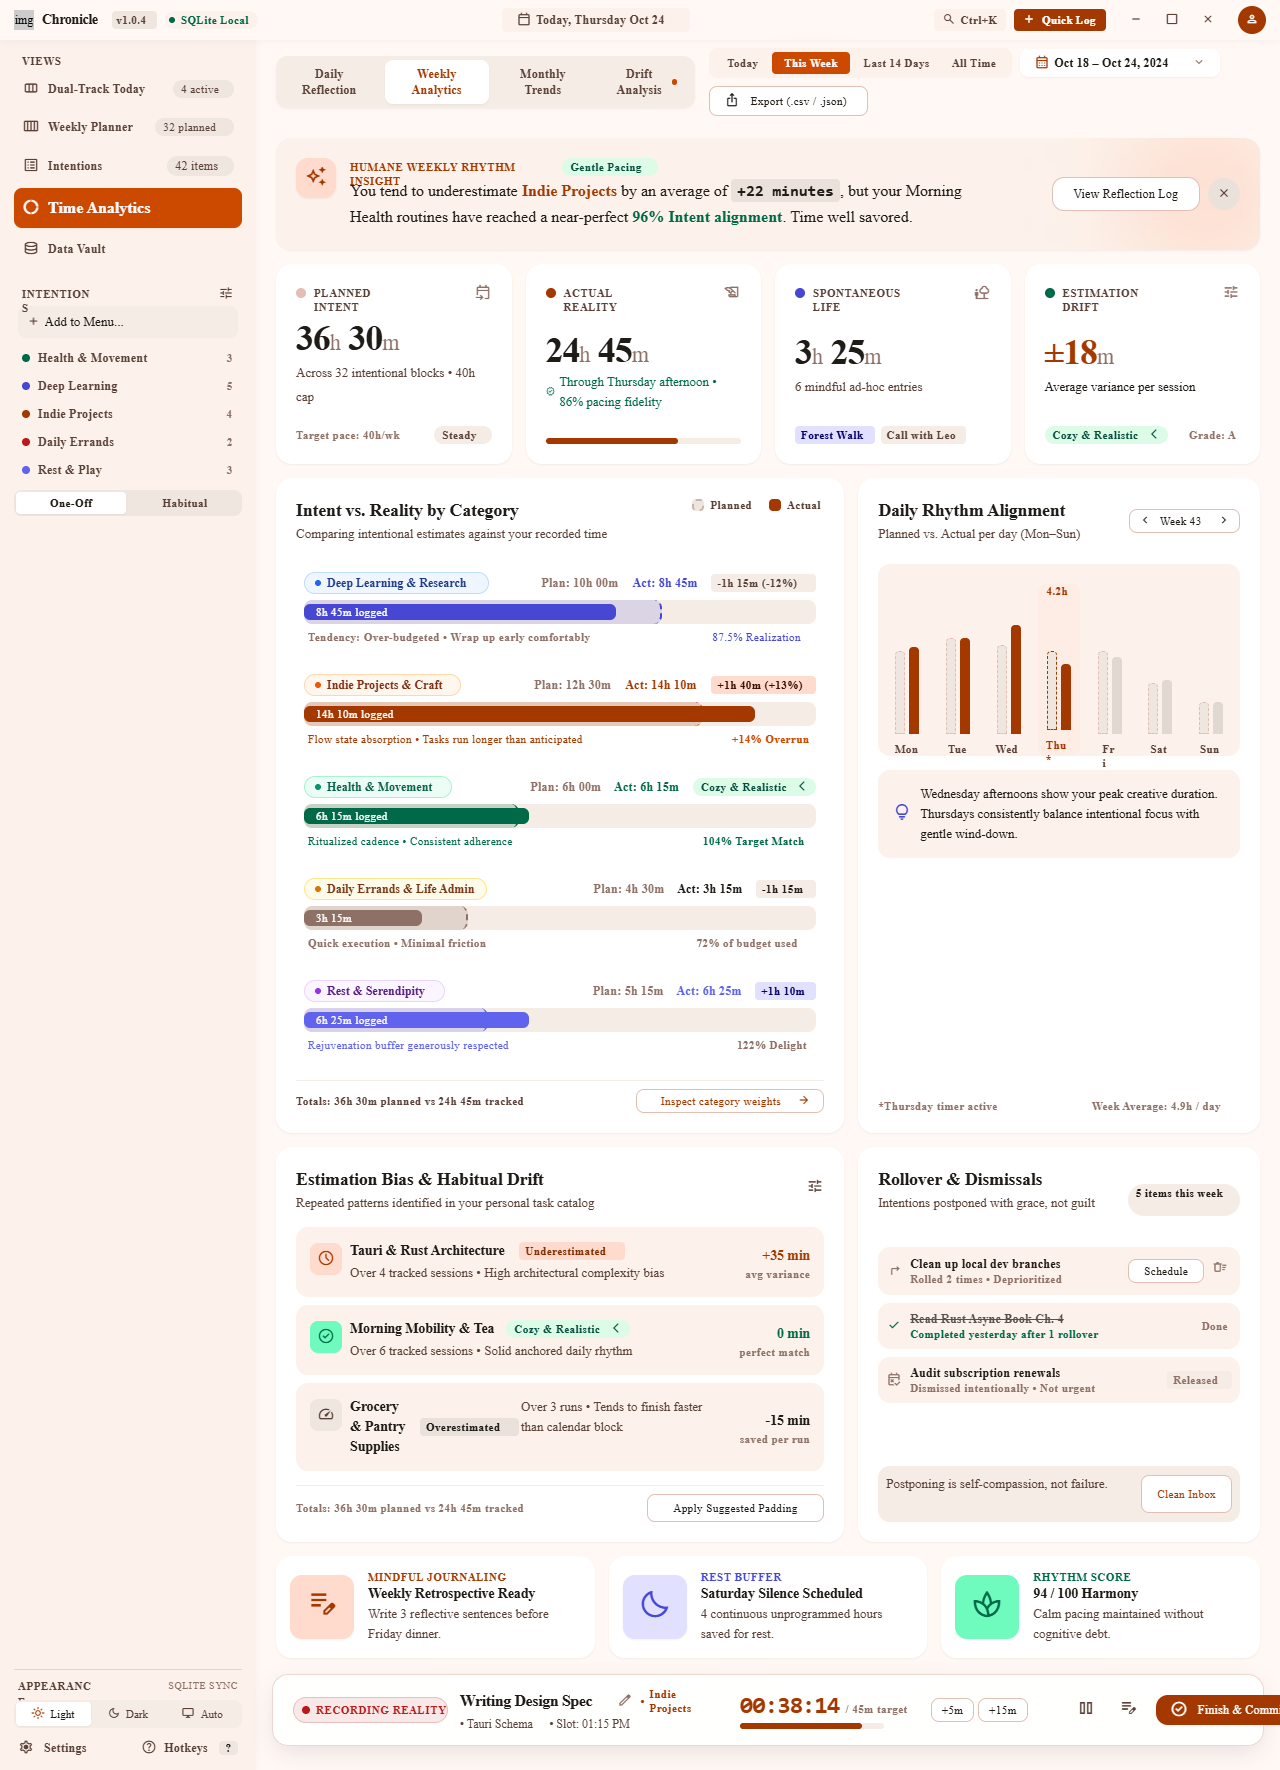 img Chronicle v1.0.4 SQLite Local
Today, Thursday Oct 24
Ctrl+K
Quick Log
VIEWS
Dual-Track Today 4 active
Weekly Planner 32 planned
Intentions 42 items
Time Analytics
Data Vault
INTENTION
S
Add to Menu...
Health & Movement 3
Deep Learning 5
Indie Projects 4
Daily Errands 2
Rest & Play 3
One-Off Habitual
APPEARANC
E
SQLITE SYNC
Light Dark Auto
Settings Hotkeys ?
Daily
Reflection
Weekly
Analytics
Monthly
Trends
Drift
Analysis
Today This Week Last 14 Days All Time
Oct 18 – Oct 24, 2024
Export (.csv / .json)
HUMANE WEEKLY RHYTHM
INSIGHT
Gentle Pacing
You tend to underestimate Indie Projects by an average of +22 minutes, but your Morning
Health routines have reached a near-perfect 96% Intent alignment. Time well savored.
View Reflection Log
PLANNED
INTENT
36h 30m
Across 32 intentional blocks • 40h
cap
Target pace: 40h/wk Steady
ACTUAL
REALITY
24h 45m
Through Thursday afternoon •
86% pacing fidelity
SPONTANEOUS
LIFE
3h 25m
6 mindful ad-hoc entries
Forest Walk Call with Leo
ESTIMATION
DRIFT
±18m
Average variance per session
Cozy & Realistic Grade: A
Intent vs. Reality by Category
Comparing intentional estimates against your recorded time
Planned Actual
Deep Learning & Research Plan: 10h 00m Act: 8h 45m -1h 15m (-12%)
8h 45m logged
Tendency: Over-budgeted • Wrap up early comfortably 87.5% Realization
Indie Projects & Craft Plan: 12h 30m Act: 14h 10m +1h 40m (+13%)
14h 10m logged
Flow state absorption • Tasks run longer than anticipated +14% Overrun
Health & Movement Plan: 6h 00m Act: 6h 15m Cozy & Realistic
6h 15m logged
Ritualized cadence • Consistent adherence 104% Target Match
Daily Errands & Life Admin Plan: 4h 30m Act: 3h 15m -1h 15m
3h 15m
Quick execution • Minimal friction 72% of budget used
Rest & Serendipity Plan: 5h 15m Act: 6h 25m +1h 10m
6h 25m logged
Rejuvenation buffer generously respected 122% Delight
Totals: 36h 30m planned vs 24h 45m tracked
Inspect category weights
Daily Rhythm Alignment
Planned vs. Actual per day (Mon–Sun)
Week 43
4.2h
Mon Tue Wed Thu
*
Fr
i
Sat Sun
Wednesday afternoons show your peak creative duration.
Thursdays consistently balance intentional focus with
gentle wind-down.
*Thursday timer active Week Average: 4.9h / day
Estimation Bias & Habitual Drift
Repeated patterns identified in your personal task catalog
Tauri & Rust Architecture Underestimated
Over 4 tracked sessions • High architectural complexity bias
+35 min
avg variance
Morning Mobility & Tea Cozy & Realistic
Over 6 tracked sessions • Solid anchored daily rhythm
0 min
perfect match
Grocery
& Pantry
Supplies
Overestimated
Over 3 runs • Tends to finish faster
than calendar block
-15 min
saved per run
Totals: 36h 30m planned vs 24h 45m tracked
Apply Suggested Padding
Rollover & Dismissals
Intentions postponed with grace, not guilt
5 items this week
Clean up local dev branches
Rolled 2 times • Deprioritized
Schedule
Read Rust Async Book Ch. 4
Completed yesterday after 1 rollover
Done
Audit subscription renewals
Dismissed intentionally • Not urgent
Released
Postponing is self-compassion, not failure.
Clean Inbox
MINDFUL JOURNALING
Weekly Retrospective Ready
Write 3 reflective sentences before
Friday dinner.
REST BUFFER
Saturday Silence Scheduled
4 continuous unprogrammed hours
saved for rest.
RHYTHM SCORE
94 / 100 Harmony
Calm pacing maintained without
cognitive debt.
RECORDING REALITY
Writing Design Spec
• Indie
Projects
• Tauri Schema • Slot: 01:15 PM
00:38:14 / 45m target
+5m +15m
Finish & Commi